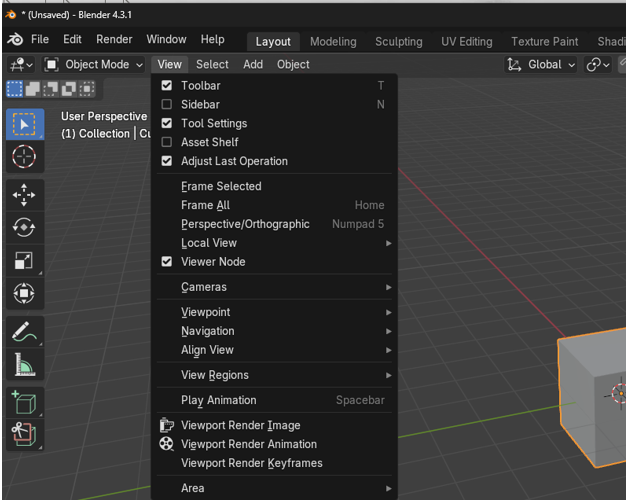 * (Unsaved) - Blender 4.3.1
File Edit Render Window Help Layout Modeling Sculpting UV Editing Texture Paint Shadi
Object Mode View Select Add Object Global
User Perspective
(1) Collection | Cu
Toolbar T
Sidebar N
Tool Settings
Asset Shelf
Adjust Last Operation
Frame Selected
Frame All Home
Perspective/Orthographic Numpad 5
Local View
Viewer Node
Cameras
Viewpoint
Navigation
Align View
View Regions
Play Animation Spacebar
Viewport Render Image
Viewport Render Animation
Viewport Render Keyframes
Area